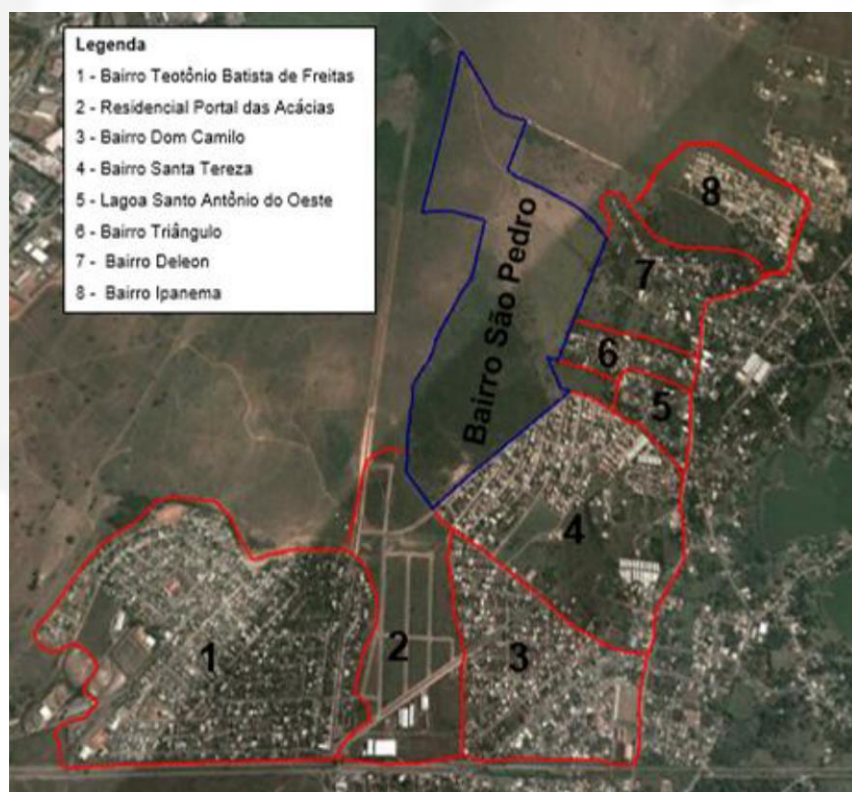 Legenda
1 - Bairro Teotônio Batista de Freitas
2 - Residencial Portal das Acácias
3 - Bairro Dom Camilo
4 - Bairro Santa Tereza
5 - Lagoa Santo Antônio do Oeste
6 - Bairro Triângulo
7 - Bairro Deleon
8 - Bairro Ipanema
8
7
Bairro São Pedro
6
5
4
1
2
3